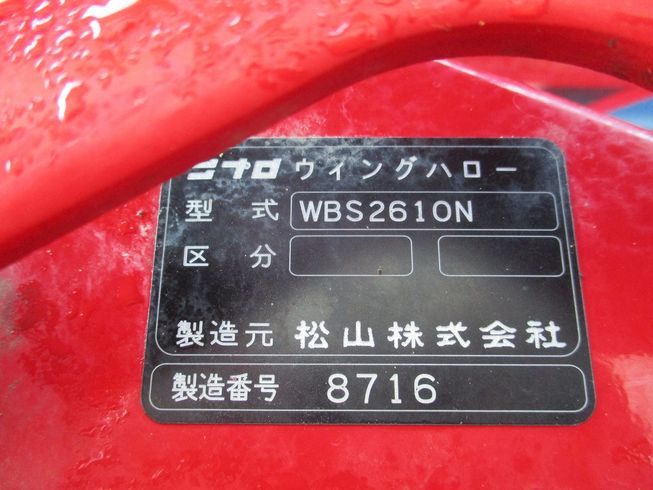 ニプロ ウィングハロー
型式 WBS2610N
区分
製造元 松山株式会社
製造番号 8716